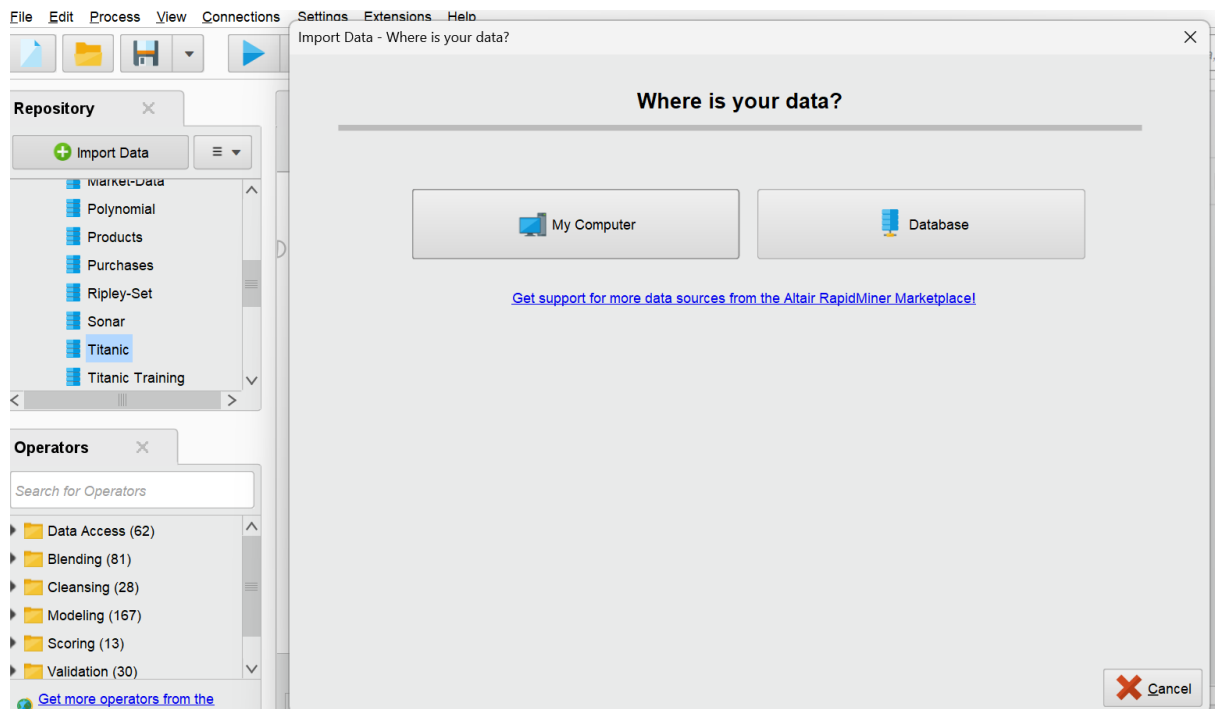 File Edit Process View Connections Settings Extensions Help
Import Data - Where is your data?
Where is your data?
Repository
Import Data
Market-Data
Polynomial
Products
Purchases
Ripley-Set
Sonar
Titanic
Titanic Training
My Computer
Database
Get support for more data sources from the Altair RapidMiner Marketplace!
Operators
Search for Operators
Data Access (62)
Blending (81)
Cleansing (28)
Modeling (167)
Scoring (13)
Validation (30)
Get more operators from the
Cancel